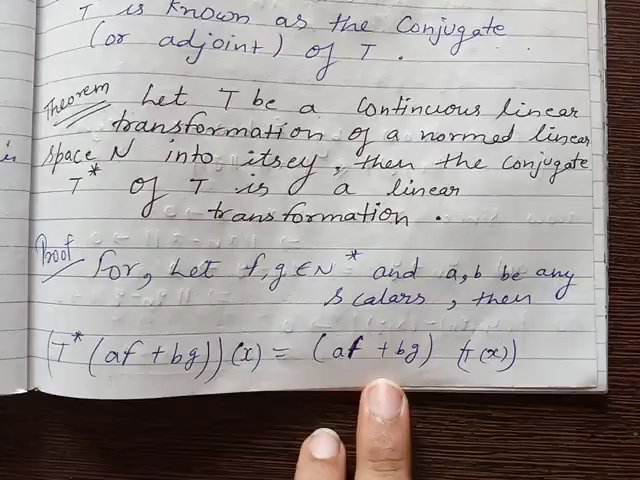 T is known as the Conjugate
(or adjoint) of T.
Theorem Let T be a continuous linear
transformation of a normed linear
space N into itsey, then the conjugate
T* of T is a linear
transformation.
Proof For, Let f,g ∈ N* and a,b be any
scalars, then
(T*(af+bg))(x) = (af+bg) (T(x))